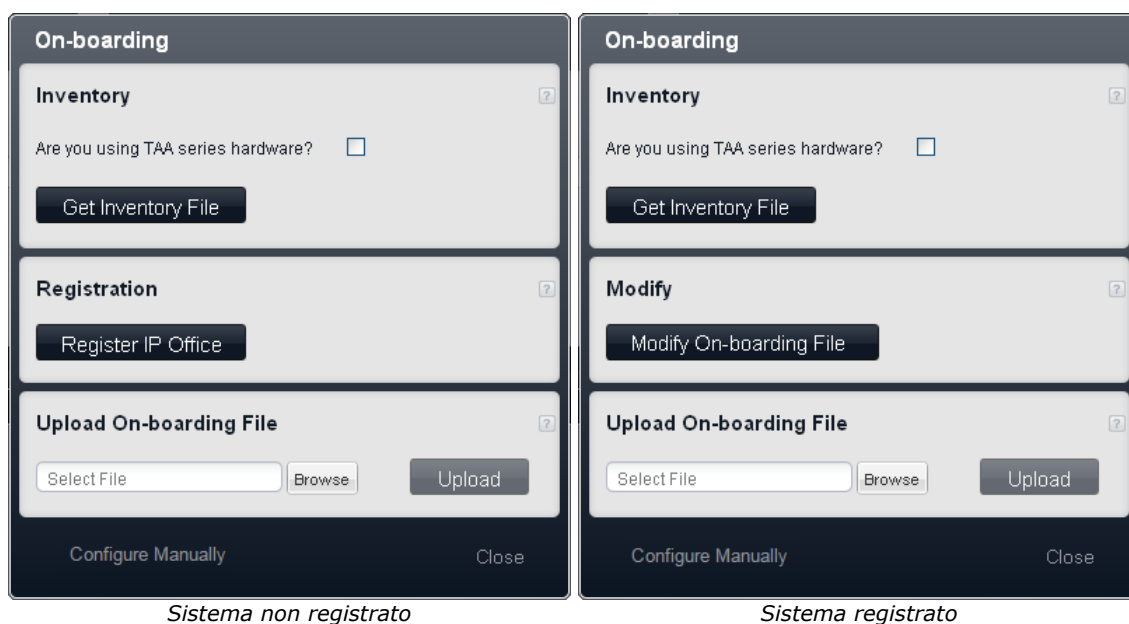 On-boarding
Inventory
?
Are you using TAA series hardware?
Get Inventory File
Registration
?
Register IP Office
Upload On-boarding File
?
Select File
Browse
Upload
Configure Manually
Close
Sistema non registrato
On-boarding
Inventory
?
Are you using TAA series hardware?
Get Inventory File
Modify
?
Modify On-boarding File
Upload On-boarding File
?
Select File
Browse
Upload
Configure Manually
Close
Sistema registrato